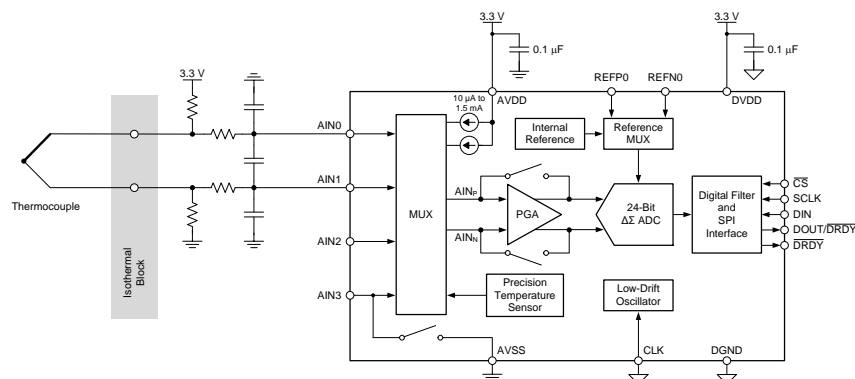 3.3 V
0.1 μF
3.3 V
0.1 μF
3.3 V
10 μA to
1.5 mA
AVDD
REFP0
REFN0
DVDD
Internal
Reference
Reference
MUX
AIN0
AIN1
AIN2
AIN3
Thermocouple
Isothermal
Block
MUX
AINP
AINN
PGA
24-Bit
ΔΣ ADC
Digital Filter
and
SPI
Interface
CS
SCLK
DIN
DOUT/DRDY
DRDY
Precision
Temperature
Sensor
Low-Drift
Oscillator
AVSS
CLK
DGND